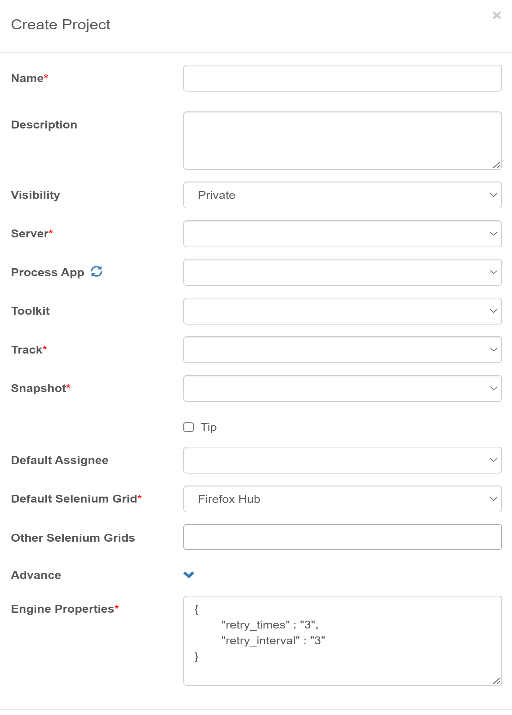 Create Project
Name*
Description
Visibility Private
Server*
Process App
Toolkit
Track*
Snapshot*
Tip
Default Assignee
Default Selenium Grid* Firefox Hub
Other Selenium Grids
Advance
Engine Properties* {
"retry_times" : "3",
"retry_interval" : "3"
}